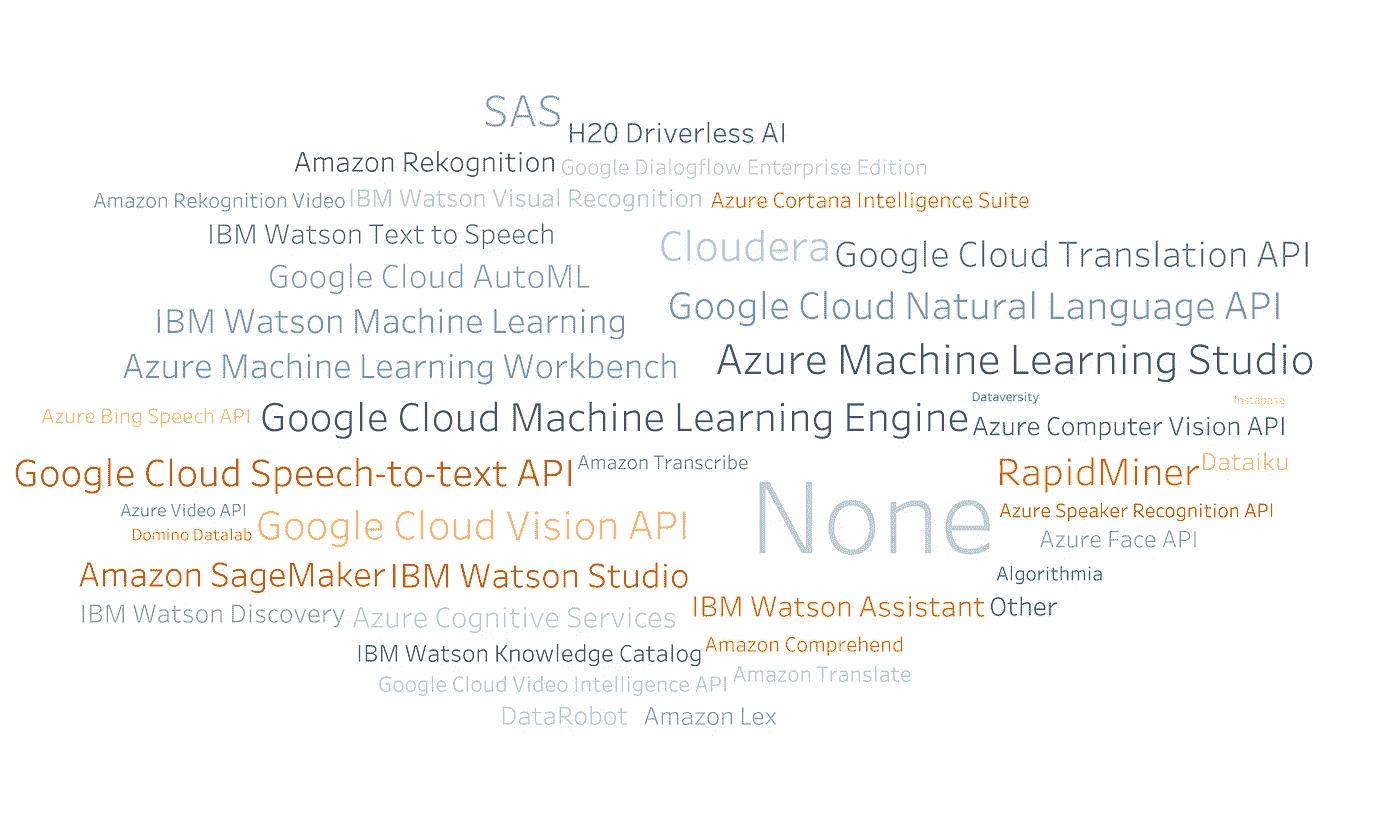 SAS
H20 Driverless AI
Amazon Rekognition Google Dialogflow Enterprise Edition
Amazon Rekognition Video IBM Watson Visual Recognition Azure Cortana Intelligence Suite
IBM Watson Text to Speech
Cloudera Google Cloud Translation API
Google Cloud AutoML
Google Cloud Natural Language API
IBM Watson Machine Learning
Azure Machine Learning Workbench Azure Machine Learning Studio
Dataversity Instabase
Azure Bing Speech API Google Cloud Machine Learning Engine Azure Computer Vision API
Google Cloud Speech-to-text API Amazon Transcribe RapidMiner Dataiku
Azure Video API None Azure Speaker Recognition API
Domino Datalab Google Cloud Vision API Azure Face API
Amazon SageMaker IBM Watson Studio Algorithmia
IBM Watson Discovery Azure Cognitive Services IBM Watson Assistant Other
IBM Watson Knowledge Catalog Amazon Comprehend
Google Cloud Video Intelligence API Amazon Translate
DataRobot Amazon Lex